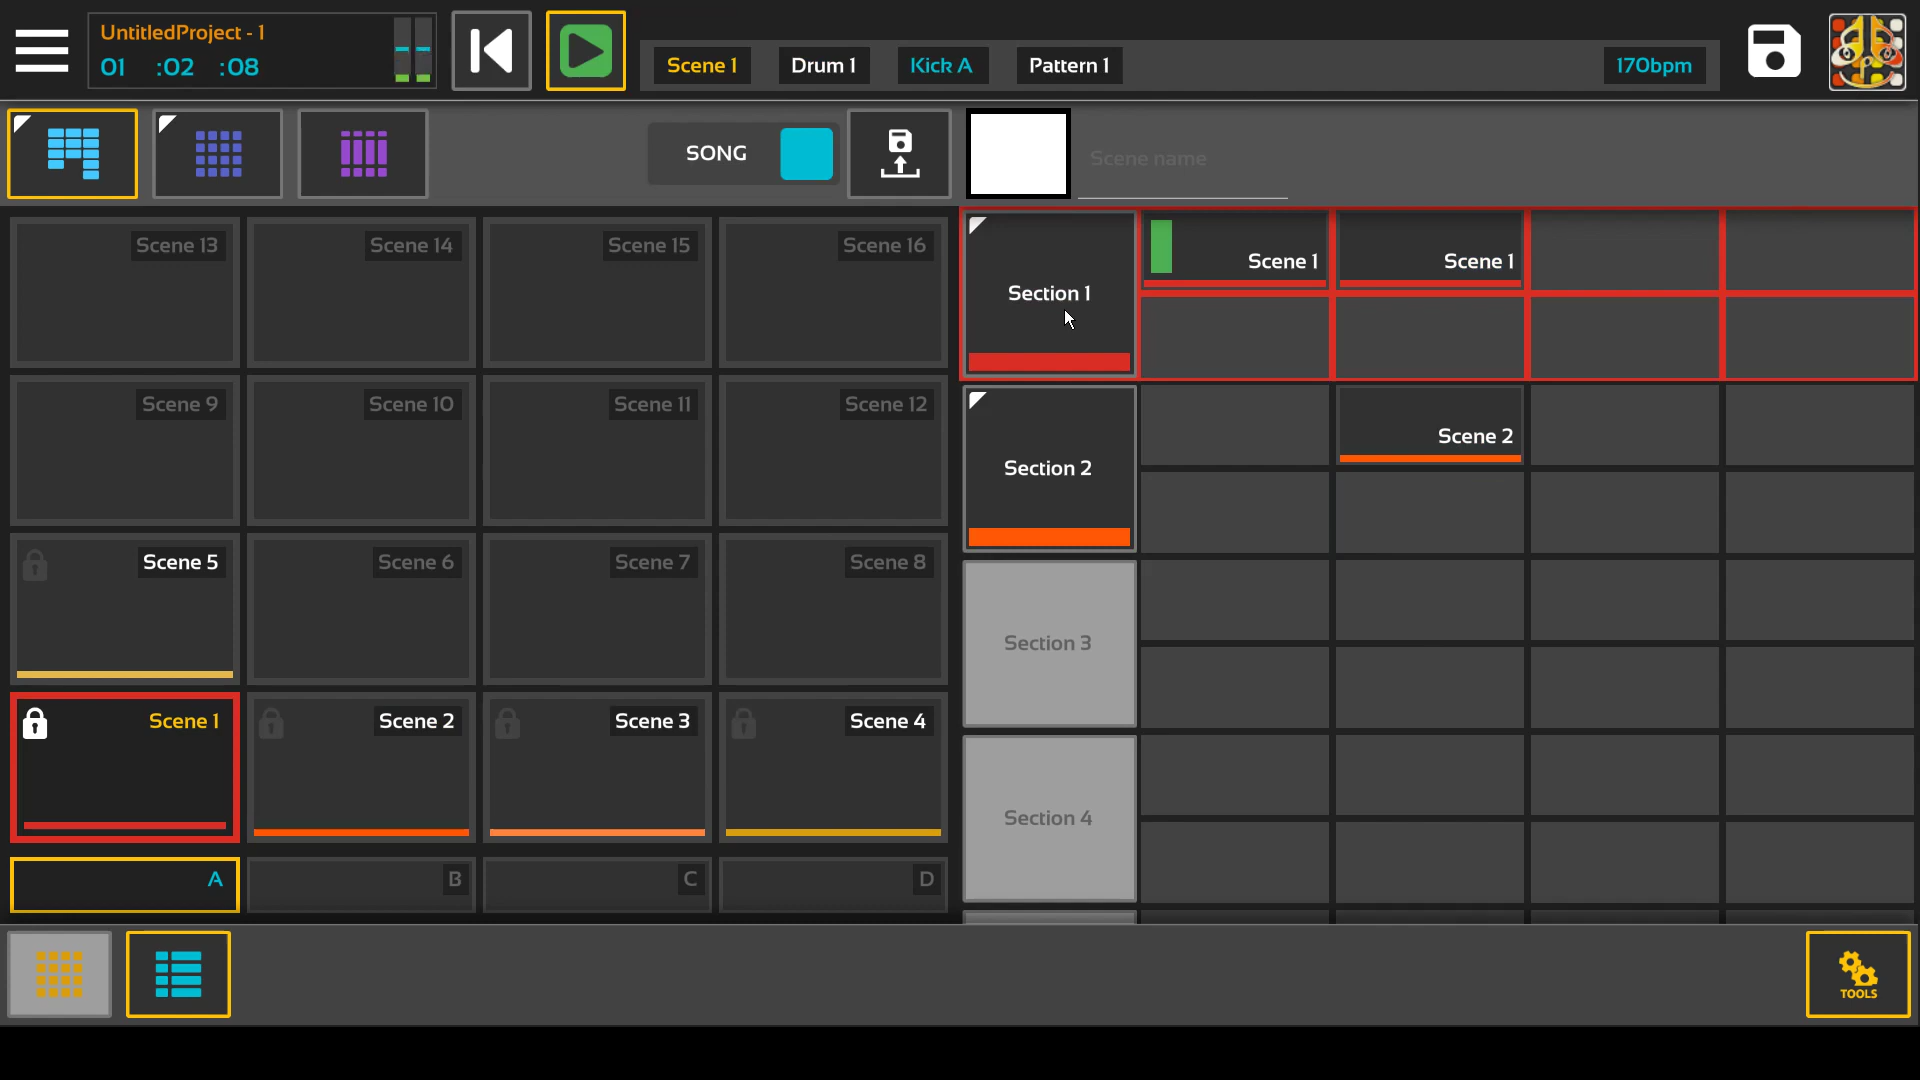 UntitledProject - 1
01 :02 :08
Scene 1
Drum 1
Kick A
Pattern 1
170bpm
SONG
Scene name
Scene 13
Scene 14
Scene 15
Scene 16
Scene 9
Scene 10
Scene 11
Scene 12
Scene 5
Scene 6
Scene 7
Scene 8
Scene 1
Scene 2
Scene 3
Scene 4
A
B
C
D
Section 1
Scene 1
Scene 1
Section 2
Scene 2
Section 3
Section 4
TOOLS